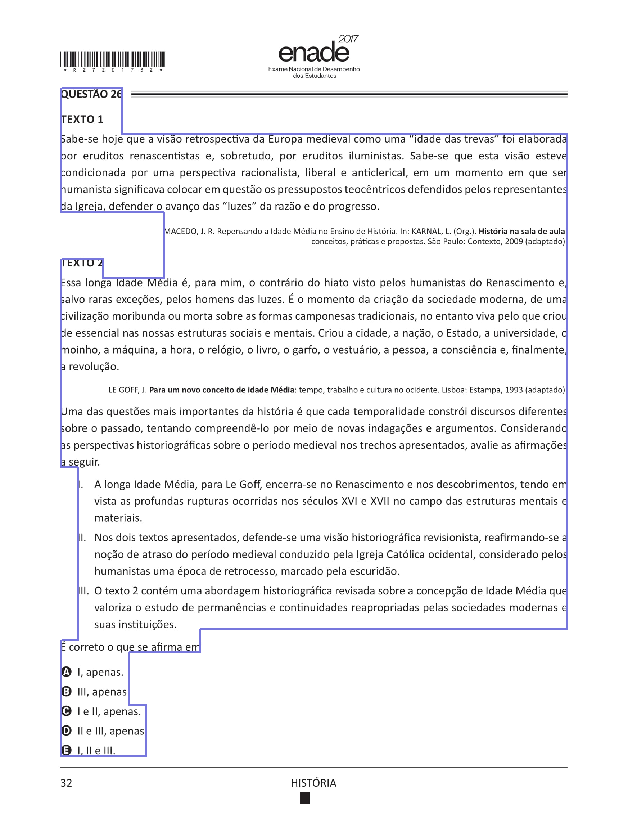 *R27201752*
enade 2017
Exame Nacional de Desempenho
dos Estudantes
QUESTÃO 26
TEXTO 1
Sabe-se hoje que a visão retrospectiva da Europa medieval como uma “idade das trevas” foi elaborada
por eruditos renascentistas e, sobretudo, por eruditos iluministas. Sabe-se que esta visão esteve
condicionada por uma perspectiva racionalista, liberal e anticlerical, em um momento em que ser
humanista significava colocar em questão os pressupostos teocêntricos defendidos pelos representantes
da Igreja, defender o avanço das “luzes” da razão e do progresso.
MACEDO, J. R. Repensando a Idade Média no Ensino de História. In: KARNAL, L. (Org.). História na sala de aula:
conceitos, práticas e propostas. São Paulo: Contexto, 2009 (adaptado).
TEXTO 2
Essa longa Idade Média é, para mim, o contrário do hiato visto pelos humanistas do Renascimento e,
salvo raras exceções, pelos homens das luzes. É o momento da criação da sociedade moderna, de uma
civilização moribunda ou morta sobre as formas camponesas tradicionais, no entanto viva pelo que criou
de essencial nas nossas estruturas sociais e mentais. Criou a cidade, a nação, o Estado, a universidade, o
moinho, a máquina, a hora, o relógio, o livro, o garfo, o vestuário, a pessoa, a consciência e, finalmente,
a revolução.
LE GOFF, J. Para um novo conceito de Idade Média: tempo, trabalho e cultura no ocidente. Lisboa: Estampa, 1993 (adaptado).
Uma das questões mais importantes da história é que cada temporalidade constrói discursos diferentes
sobre o passado, tentando compreendê-lo por meio de novas indagações e argumentos. Considerando
as perspectivas historiográficas sobre o período medieval nos trechos apresentados, avalie as afirmações
a seguir.
I. A longa Idade Média, para Le Goff, encerra-se no Renascimento e nos descobrimentos, tendo em
vista as profundas rupturas ocorridas nos séculos XVI e XVII no campo das estruturas mentais e
materiais.
II. Nos dois textos apresentados, defende-se uma visão historiográfica revisionista, reafirmando-se a
noção de atraso do período medieval conduzido pela Igreja Católica ocidental, considerado pelos
humanistas uma época de retrocesso, marcado pela escuridão.
III. O texto 2 contém uma abordagem historiográfica revisada sobre a concepção de Idade Média que
valoriza o estudo de permanências e continuidades reapropriadas pelas sociedades modernas e
suas instituições.
É correto o que se afirma em
A I, apenas.
B III, apenas.
C I e II, apenas.
D II e III, apenas.
E I, II e III.
32
HISTÓRIA